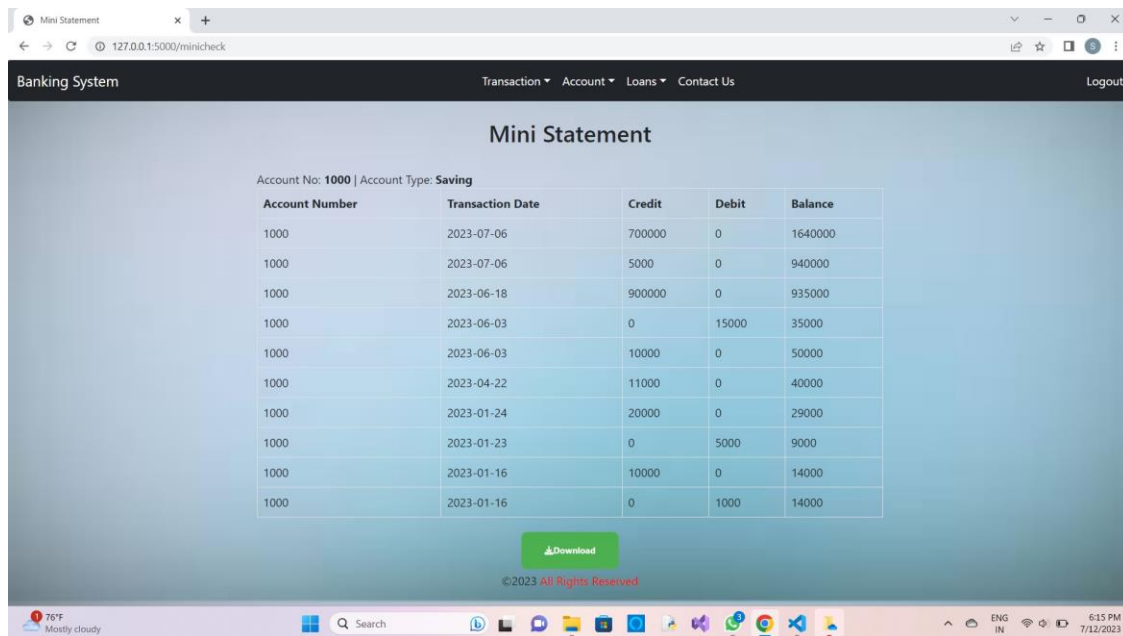 Mini Statement
127.0.0.1:5000/minicheck
S
Banking System Transaction Account Loans Contact Us Logout
Mini Statement
Account No: 1000 | Account Type: Saving
Account Number Transaction Date Credit Debit Balance
1000 2023-07-06 700000 0 1640000
1000 2023-07-06 5000 0 940000
1000 2023-06-18 900000 0 935000
1000 2023-06-03 0 15000 35000
1000 2023-06-03 10000 0 50000
1000 2023-04-22 11000 0 40000
1000 2023-01-24 20000 0 29000
1000 2023-01-23 0 5000 9000
1000 2023-01-16 10000 0 14000
1000 2023-01-16 0 1000 14000
Download
©2023 All Rights Reserved
1 76°F
Mostly cloudy
Search
3
ENG
IN
6:15 PM
7/12/2023